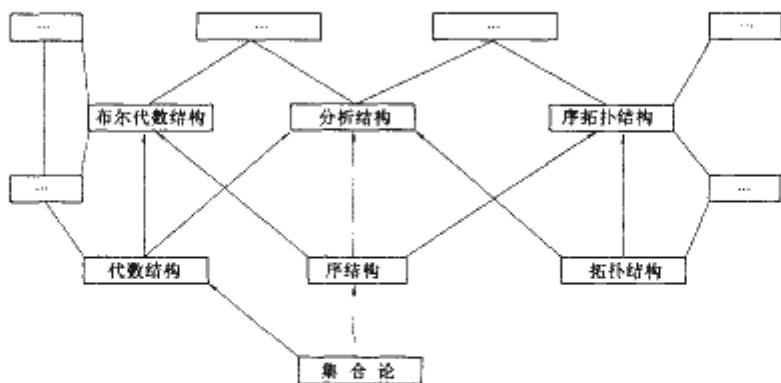 … … … …
布尔代数结构 分析结构 序拓扑结构
… …
代数结构 序结构 拓扑结构
集合论